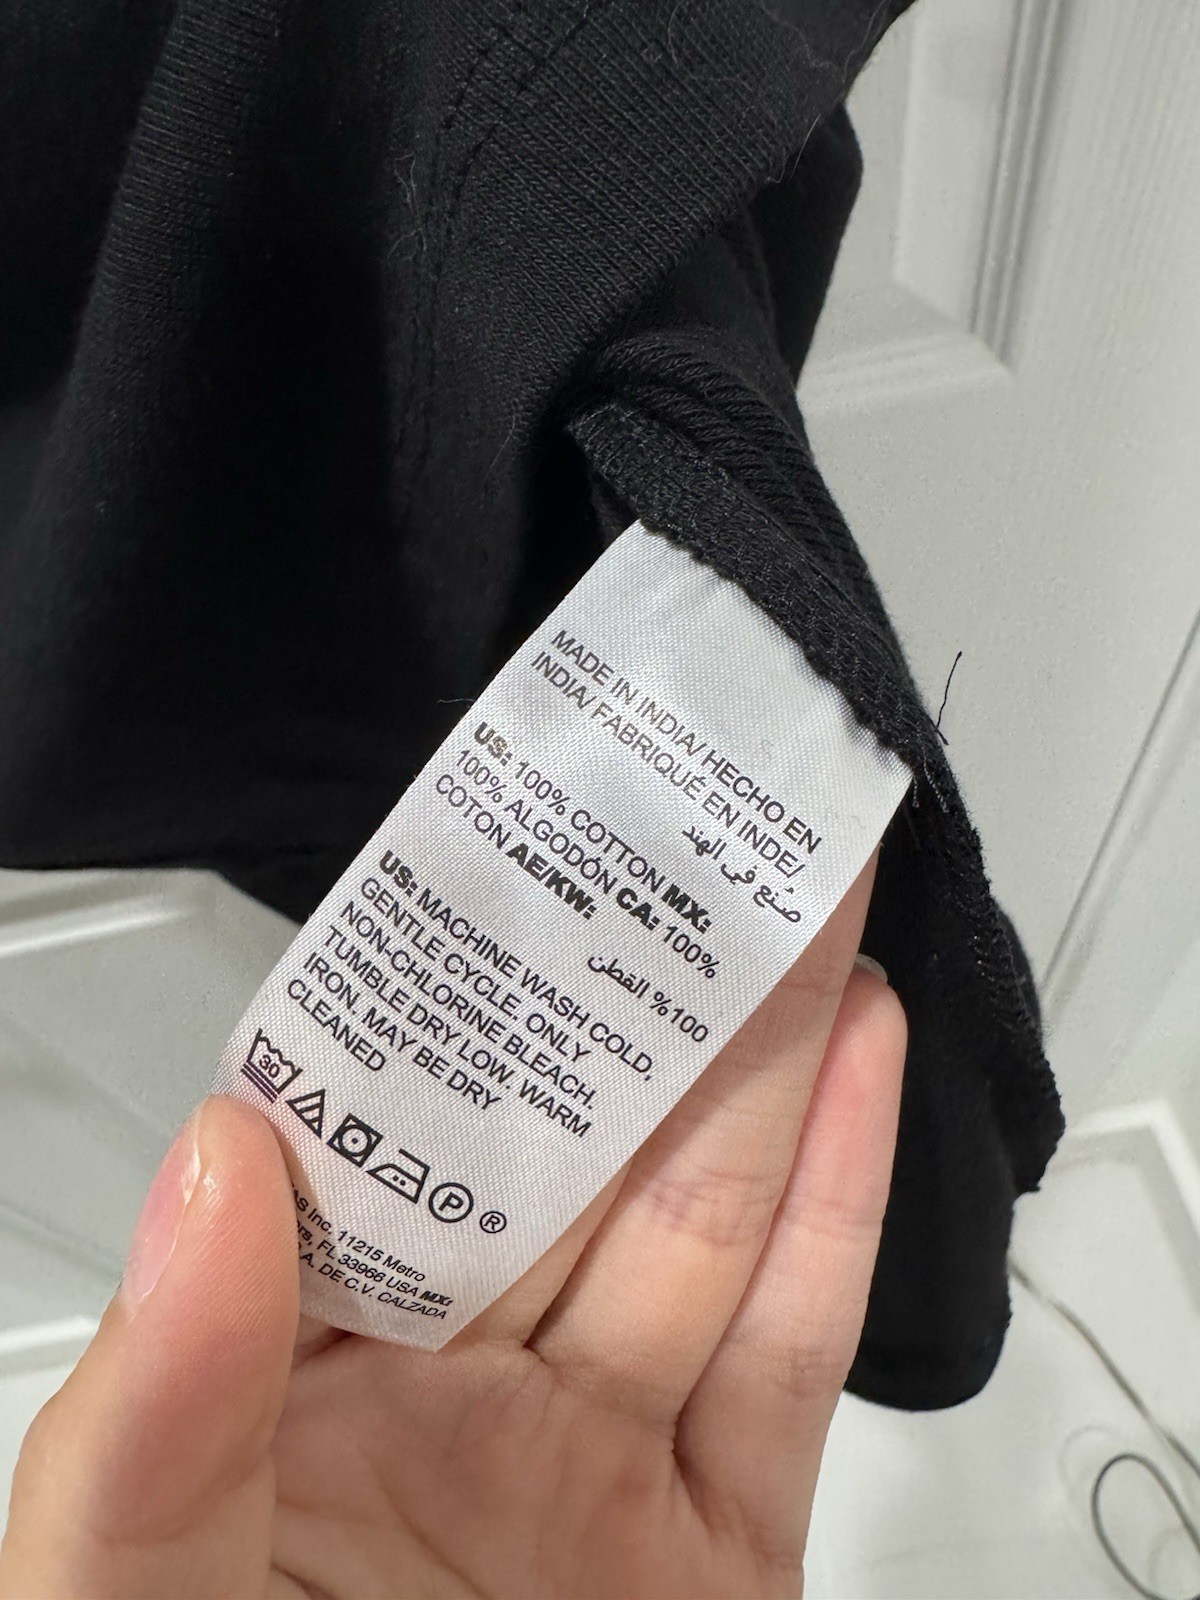 MADE IN INDIA/ HECHO EN
INDIA/ FABRIQUÉ EN INDE/
صُنع في الهند
US: 100% COTTON MX:
100% ALGODÓN CA: 100%
COTON AE/KW:
100% القطن
US: MACHINE WASH COLD,
GENTLE CYCLE. ONLY
NON-CHLORINE BLEACH.
TUMBLE DRY LOW. WARM
IRON. MAY BE DRY
CLEANED
30 P ®
Inc. 11215 Metro
FL 33966 USA MX:
DE C.V. CALZADA